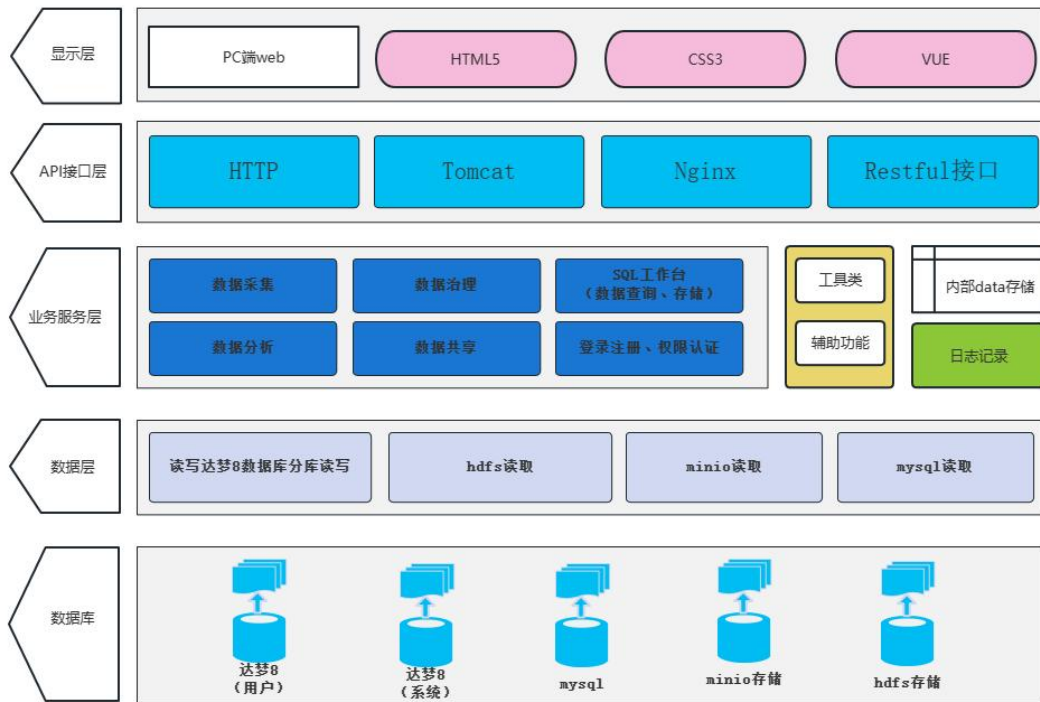 显示层
PC端web
HTML5
CSS3
VUE
API接口层
HTTP
Tomcat
Nginx
Restful接口
业务服务层
数据采集
数据治理
SQL工作台
（数据查询、存储）
数据分析
数据共享
登录注册、权限认证
工具类
辅助功能
内部data存储
日志记录
数据层
读写达梦8数据库分库读写
hdfs读取
minio读取
mysql读取
数据库
达梦8
（用户）
达梦8
（系统）
mysql
minio存储
hdfs存储